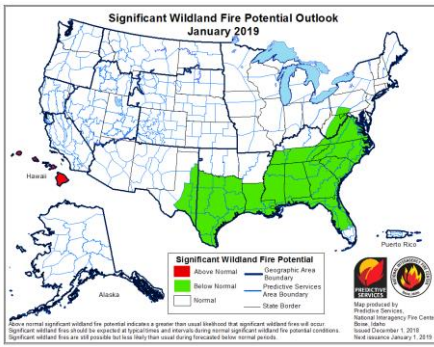 Significant Wildland Fire Potential Outlook
January 2019
Hawaii
Alaska
Puerto Rico
Significant Wildland Fire Potential
Above Normal
Below Normal
Normal
Geographic Area
Boundary
Predictive Services
Area Boundary
State Border
PREDICTIVE
SERVICES
Map produced by
Predictive Services,
National Interagency Fire Center
Boise, Idaho
Issued December 1, 2018
Next issuance January 1, 2019
Above normal significant wildland fire potential indicates a greater than usual likelihood that significant wildland fires will occur.
Significant wildland fires should be expected at typical times and intervals during normal significant wildland fire potential conditions.
Significant wildland fires are still possible but less likely than usual during forecasted below normal periods.